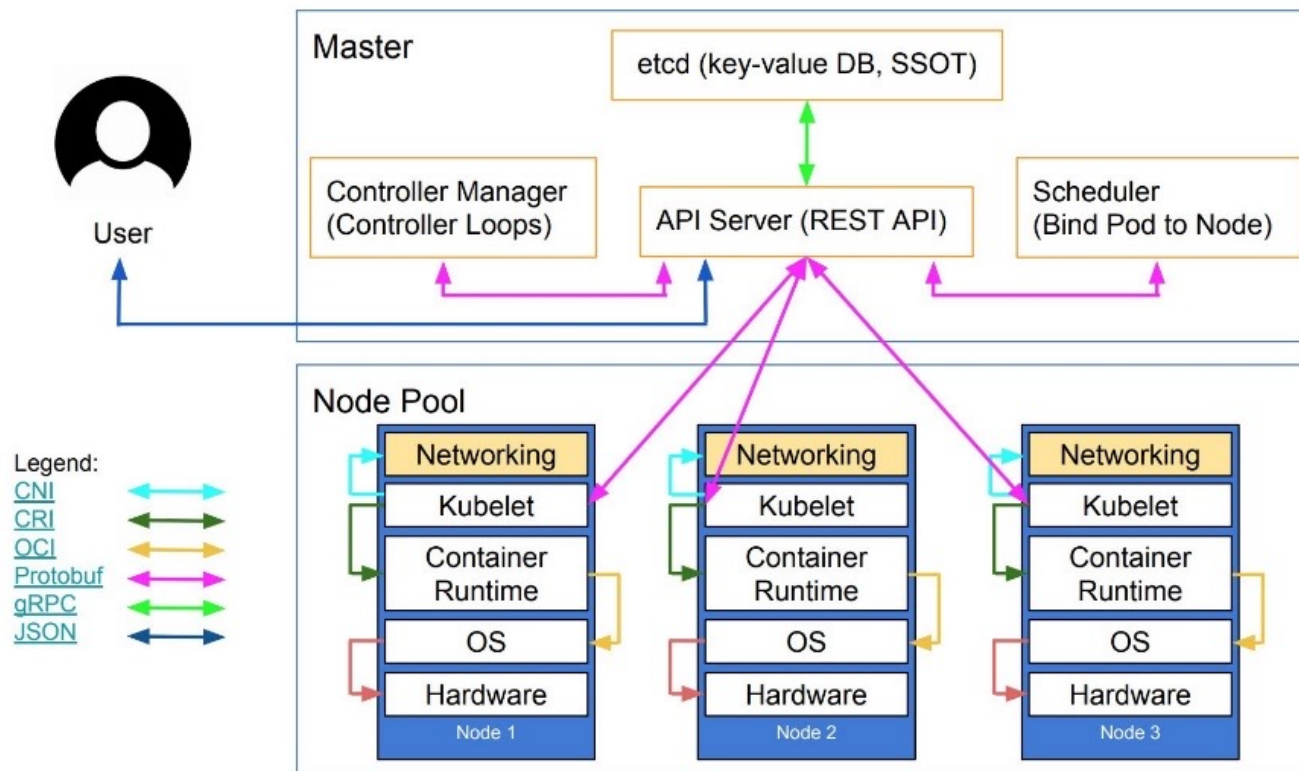 Master
etcd (key-value DB, SSOT)
Controller Manager
(Controller Loops)
API Server (REST API)
Scheduler
(Bind Pod to Node)
User
Node Pool
Networking
Kubelet
Container
Runtime
OS
Hardware
Node 1
Networking
Kubelet
Container
Runtime
OS
Hardware
Node 2
Networking
Kubelet
Container
Runtime
OS
Hardware
Node 3
Legend:
CNI
CRI
OCI
Protobuf
gRPC
JSON